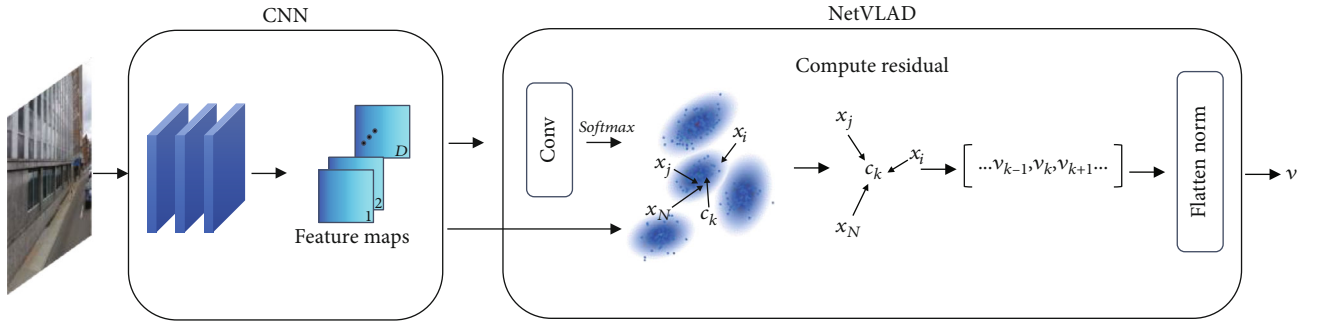 CNN
NetVLAD
D
2
1
Feature maps
Conv
Softmax
x_i
x_j
x_N
c_k
Compute residual
x_j
x_i
c_k
x_N
[...v_{k-1},v_k,v_{k+1}...]
Flatten norm
v